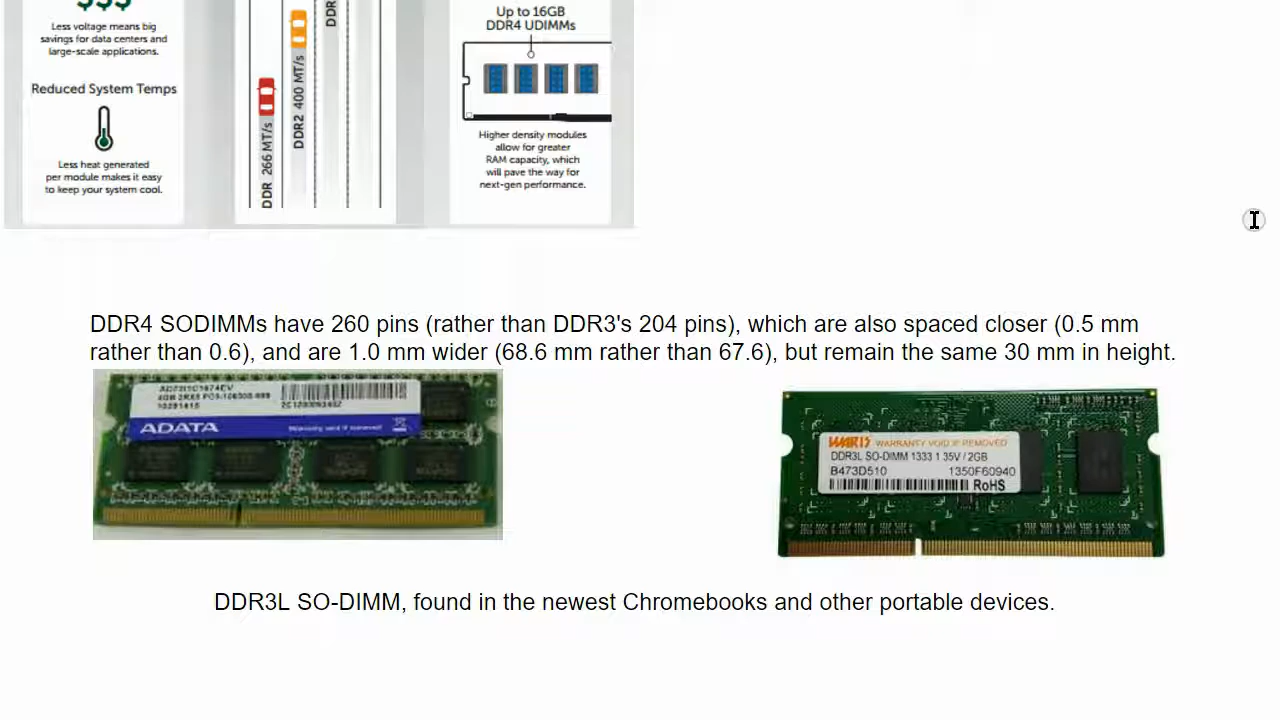 $$$
Less voltage means big
savings for data centers and
large-scale applications.
Reduced System Temps
Less heat generated
per module makes it easy
to keep your system cool.
DDR 266 MT/s
DDR2 400 MT/s
DDR
Up to 16GB
DDR4 UDIMMs
Higher density modules
allow for greater
RAM capacity, which
will pave the way for
next-gen performance.
DDR4 SODIMMs have 260 pins (rather than DDR3's 204 pins), which are also spaced closer (0.5 mm
rather than 0.6), and are 1.0 mm wider (68.6 mm rather than 67.6), but remain the same 30 mm in height.
ADATA
Warranty void if removed
WARIS WARRANTY VOID IF REMOVED
DDR3L SO-DIMM 1333 1.35V / 2GB
B473D510 1350F60940
RoHS
DDR3L SO-DIMM, found in the newest Chromebooks and other portable devices.